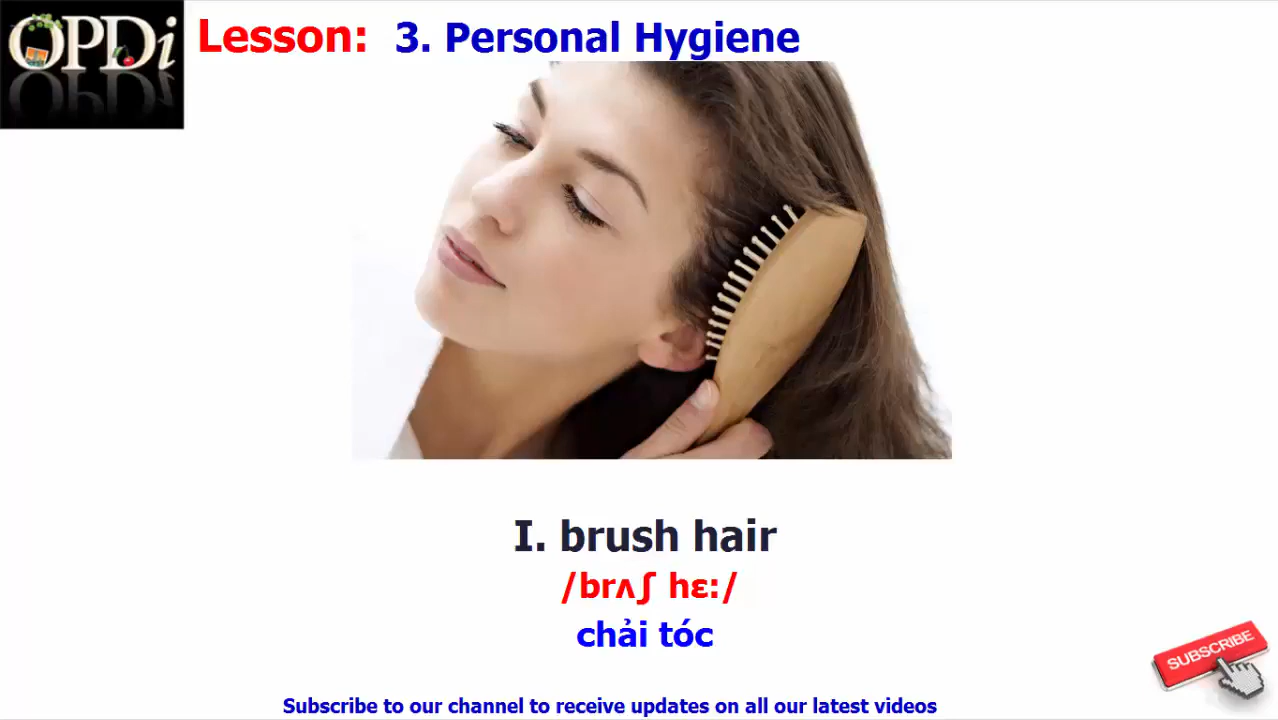 OPDi
Lesson: 3. Personal Hygiene
I. brush hair
/brʌʃ hɛː/
chải tóc
SUBSCRIBE
Subscribe to our channel to receive updates on all our latest videos